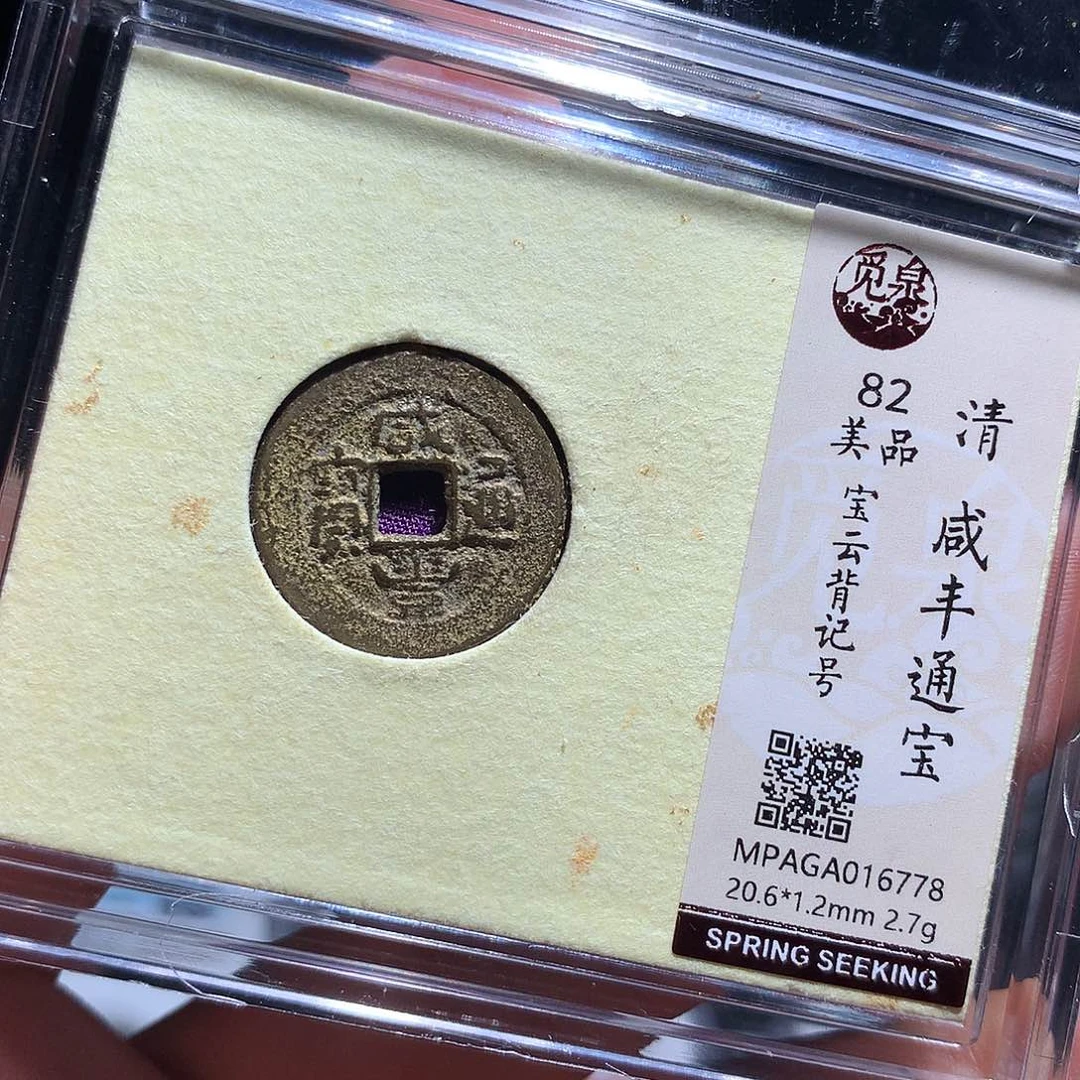 咸豐通寶
觅泉
82
美品
宝云背记号
清 咸丰通宝
MPAGA016778
20.6*1.2mm 2.7g
SPRING SEEKING